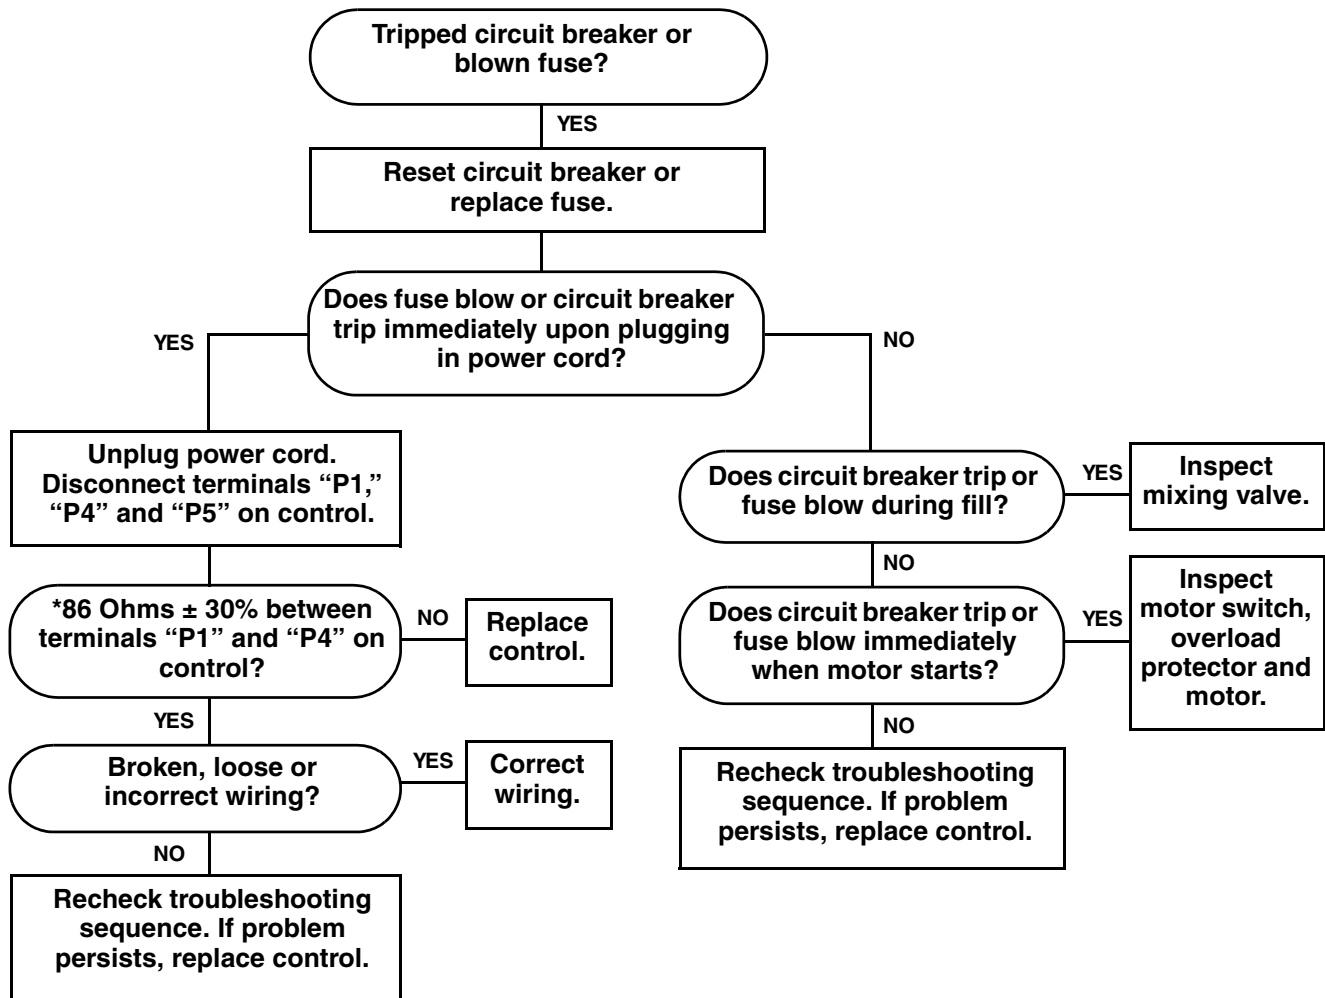 Tripped circuit breaker or
blown fuse?
YES
Reset circuit breaker or
replace fuse.
Does fuse blow or circuit breaker
trip immediately upon plugging
in power cord?
YES
NO
Unplug power cord.
Disconnect terminals “P1,”
“P4” and “P5” on control.
*86 Ohms ± 30% between
terminals “P1” and “P4” on
control?
NO
Replace
control.
YES
Broken, loose or
incorrect wiring?
YES
Correct
wiring.
NO
Recheck troubleshooting
sequence. If problem
persists, replace control.
Does circuit breaker trip or
fuse blow during fill?
YES
Inspect
mixing valve.
NO
Does circuit breaker trip or
fuse blow immediately
when motor starts?
YES
Inspect
motor switch,
overload
protector and
motor.
NO
Recheck troubleshooting
sequence. If problem
persists, replace control.